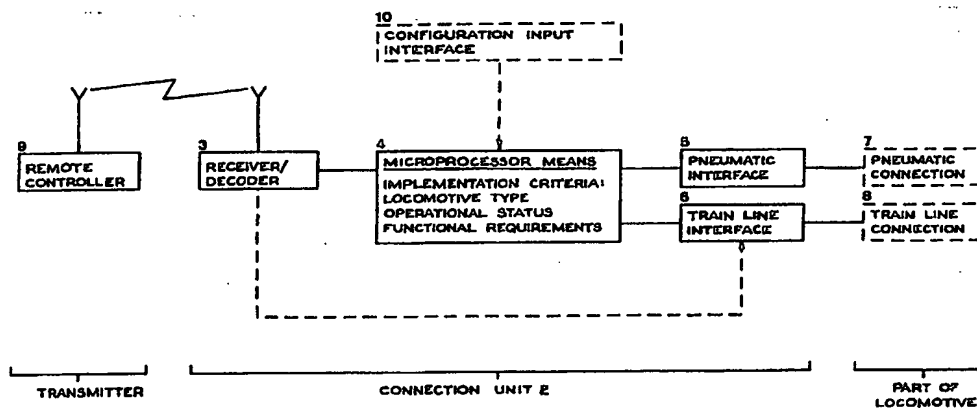 10
CONFIGURATION INPUT
INTERFACE
9
REMOTE
CONTROLLER
3
RECEIVER/
DECODER
4
MICROPROCESSOR MEANS
IMPLEMENTATION CRITERIA:
LOCOMOTIVE TYPE
OPERATIONAL STATUS
FUNCTIONAL REQUIREMENTS
5
PNEUMATIC
INTERFACE
7
PNEUMATIC
CONNECTION
6
TRAIN LINE
INTERFACE
8
TRAIN LINE
CONNECTION
TRANSMITTER
CONNECTION UNIT 2
PART OF
LOCOMOTIVE